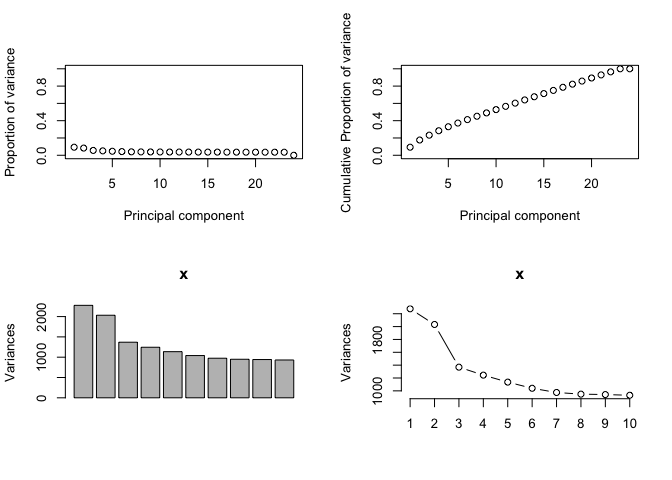 Proportion of variance
0.0 0.4 0.8
5 10 15 20
Principal component
Cumulative Proportion of variance
0.0 0.4 0.8
5 10 15 20
Principal component
x
Variances
0 1000 2000
x
Variances
1000 1800
1 2 3 4 5 6 7 8 9 10